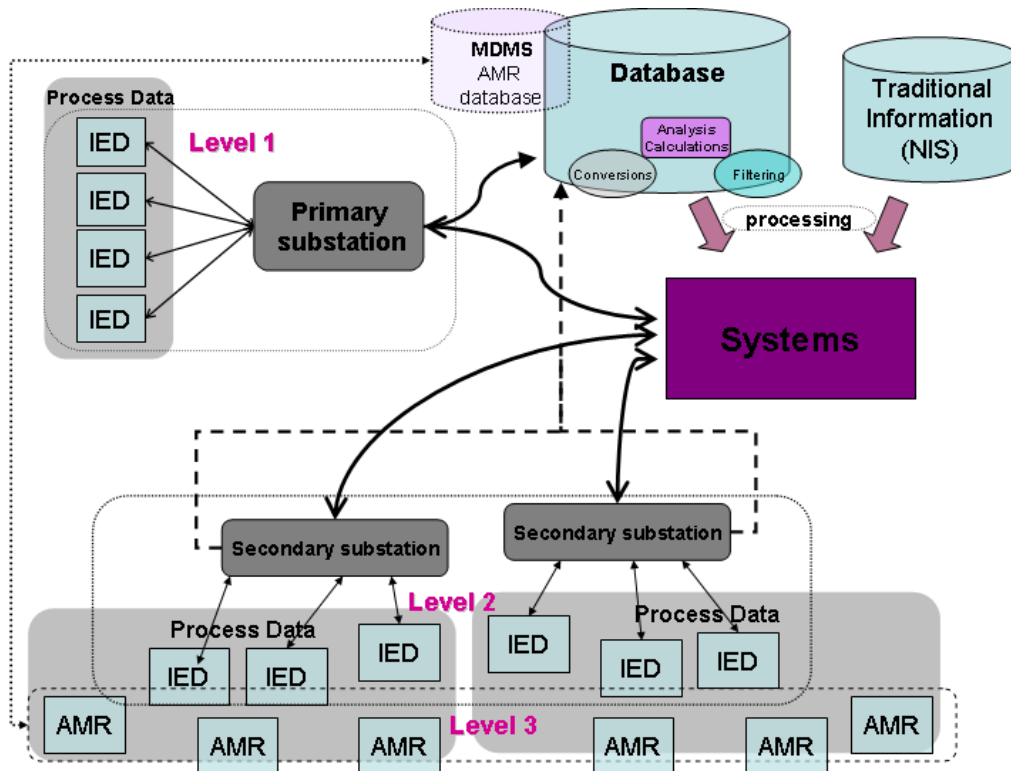 MDMS
AMR
database
Database
Analysis
Calculations
Conversions
Filtering
Traditional
Information
(NIS)
processing
Process Data
Level 1
IED
IED
IED
IED
Primary
substation
Systems
Secondary substation
Secondary substation
Level 2
Process Data
IED
IED
IED
Process Data
IED
IED
IED
Level 3
AMR
AMR
AMR
AMR
AMR
AMR